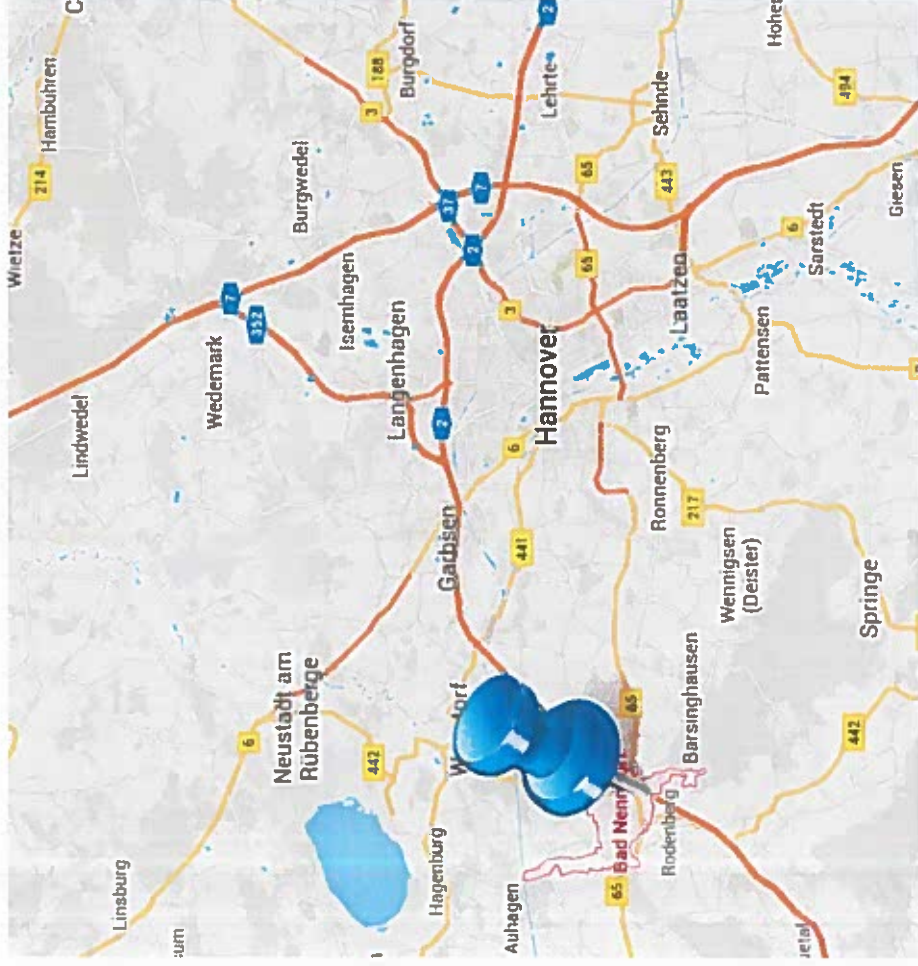 Wietze
214
Hambühren
Lindwedel
Linsburg
Wedemark
7
352
6
Neustadt am
Rübenberge
Burgwedel
Isernhagen
442
3
188
Burgdorf
Langenhagen
Hagenburg
Garbsen
2
37
7
2
Auhagen
441
6
3
Hannover
Lehrte
2
65
65
65
65
Bad Nenn
Rodenberg
Barsinghausen
Ronnenberg
217
Laatzen
443
Sehnde
Wennigsen
(Deister)
Pattensen
6
Sarstedt
442
Springe
494
Giesen